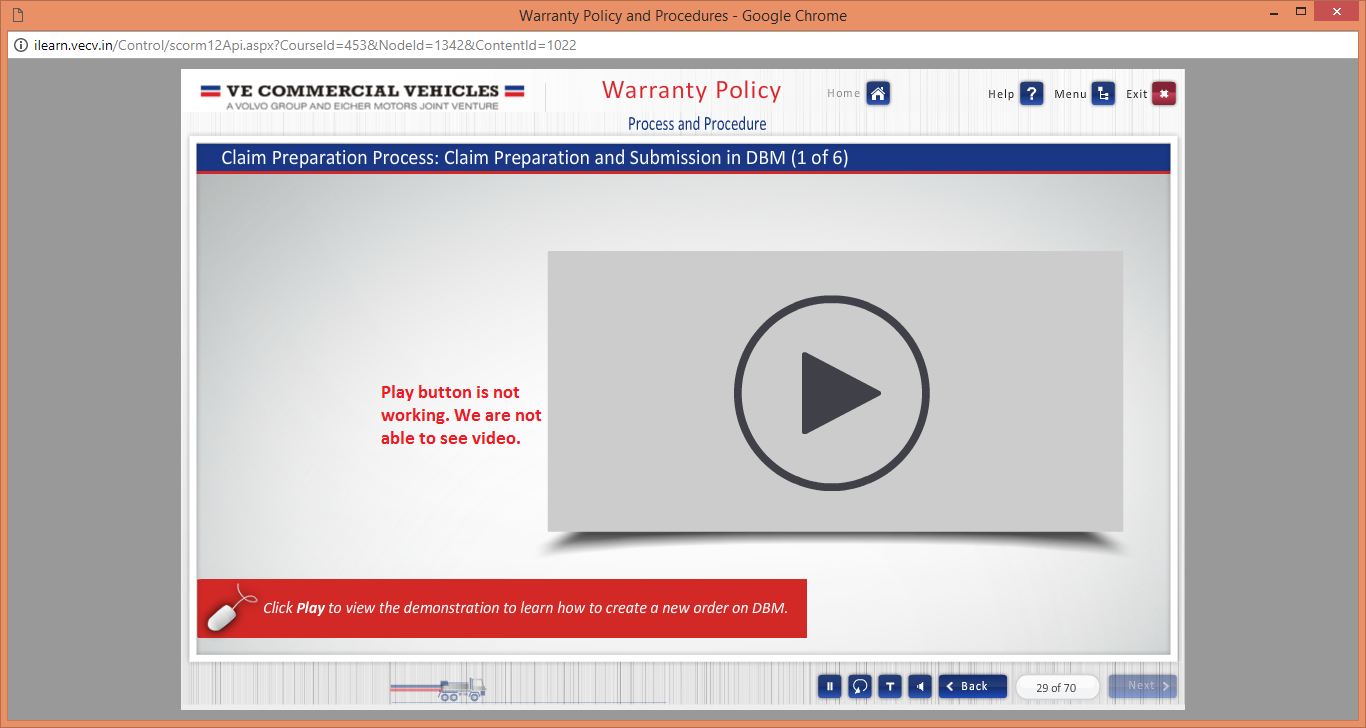 Warranty Policy and Procedures - Google Chrome
ilearn.vecv.in/Control/scorm12Api.aspx?CourseId=453&NodeId=1342&ContentId=1022
VE COMMERCIAL VEHICLES
A VOLVO GROUP AND EICHER MOTORS JOINT VENTURE
Warranty Policy
Home
Help ?
Menu
Exit
Process and Procedure
Claim Preparation Process: Claim Preparation and Submission in DBM (1 of 6)
Play button is not
working. We are not
able to see video.
Click Play to view the demonstration to learn how to create a new order on DBM.
T
Back
29 of 70
Next